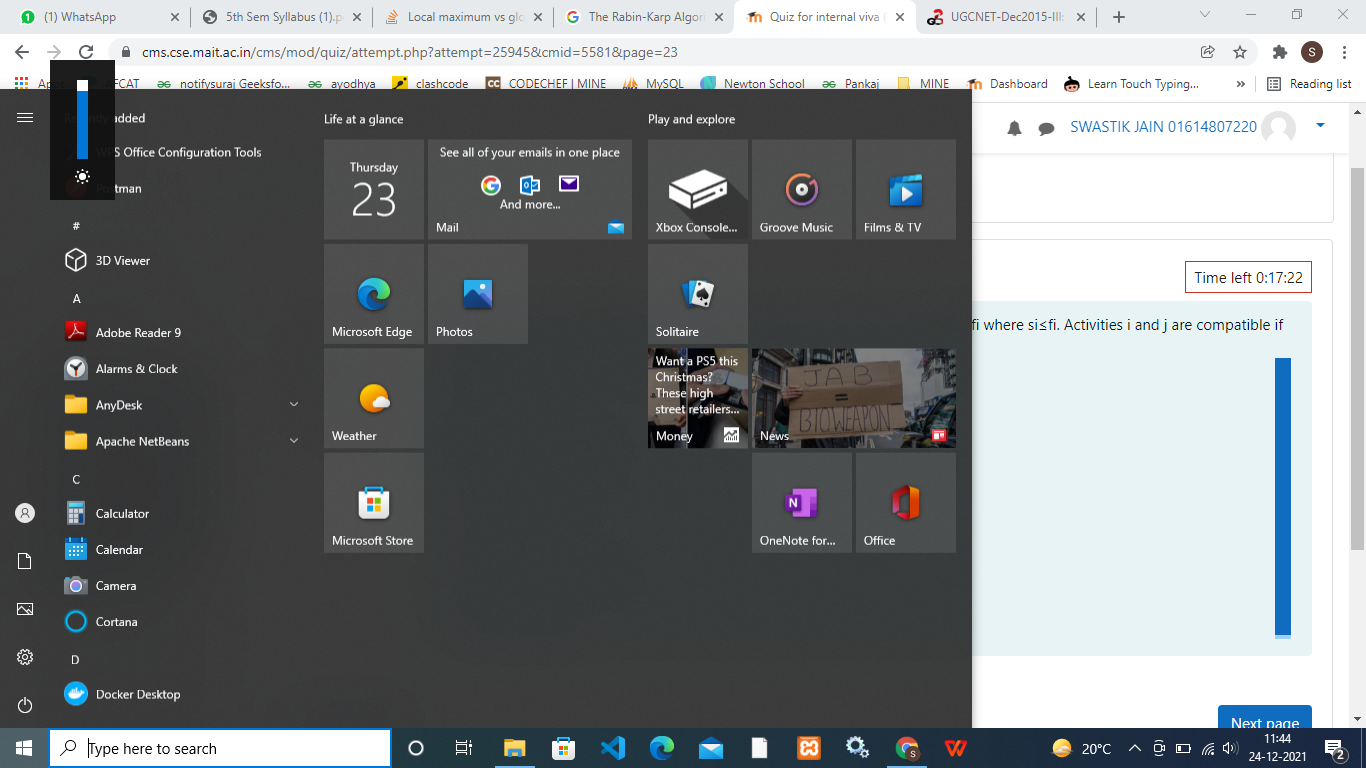 (1) WhatsApp
5th Sem Syllabus (1).p
Local maximum vs glo
The Rabin-Karp Algori
Quiz for internal viva (
UGCNET-Dec2015-III:
cms.cse.mait.ac.in/cms/mod/quiz/attempt.php?attempt=25945&cmid=5581&page=23
S
AFCAT
notifysuraj Geeksfo...
ayodhya
clashcode
CODECHEF | MINE
MySQL
Newton School
Pankaj
MINE
Dashboard
Learn Touch Typing...
»
Reading list
added
Life at a glance
Play and explore
SWASTIK JAIN 01614807220
WPS Office Configuration Tools
Postman
#
3D Viewer
A
Adobe Reader 9
Alarms & Clock
AnyDesk
Apache NetBeans
C
Calculator
Calendar
Camera
Cortana
D
Docker Desktop
Thursday
23
See all of your emails in one place
And more...
Mail
Microsoft Edge
Photos
Weather
Microsoft Store
Xbox Console...
Groove Music
Films & TV
Solitaire
Want a PS5 this
Christmas?
These high
street retailers...
Money
JAB
=
BIOWEAPON
News
OneNote for...
Office
Time left 0:17:22
fi where si≤fi. Activities i and j are compatible if
Next page
Type here to search
20°C
11:44
24-12-2021
2